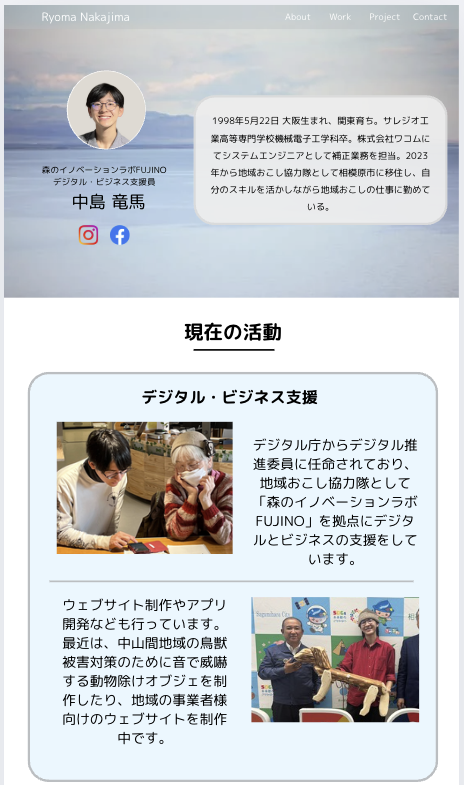 Ryoma Nakajima
About Work Project Contact
森のイノベーションラボFUJINO
デジタル・ビジネス支援員
中島 竜馬
1998年5月22日 大阪生まれ、関東育ち。サレジオ工
業高等専門学校機械電子工学科卒。株式会社ワコムに
てシステムエンジニアとして補正業務を担当。2023
年から地域おこし協力隊として相模原市に移住し、自
分のスキルを活かしながら地域おこしの仕事に勤めて
いる。
現在の活動
デジタル・ビジネス支援
デジタル庁からデジタル推
進委員に任命されており、
地域おこし協力隊として
「森のイノベーションラボ
FUJINO」を拠点にデジタ
ルとビジネスの支援をして
います。
ウェブサイト制作やアプリ
開発なども行っています。
最近は、中山間地域の鳥獣
被害対策のために音で威嚇
する動物除けオブジェを制
作したり、地域の事業者様
向けのウェブサイトを制作
中です。
Sagamihara City